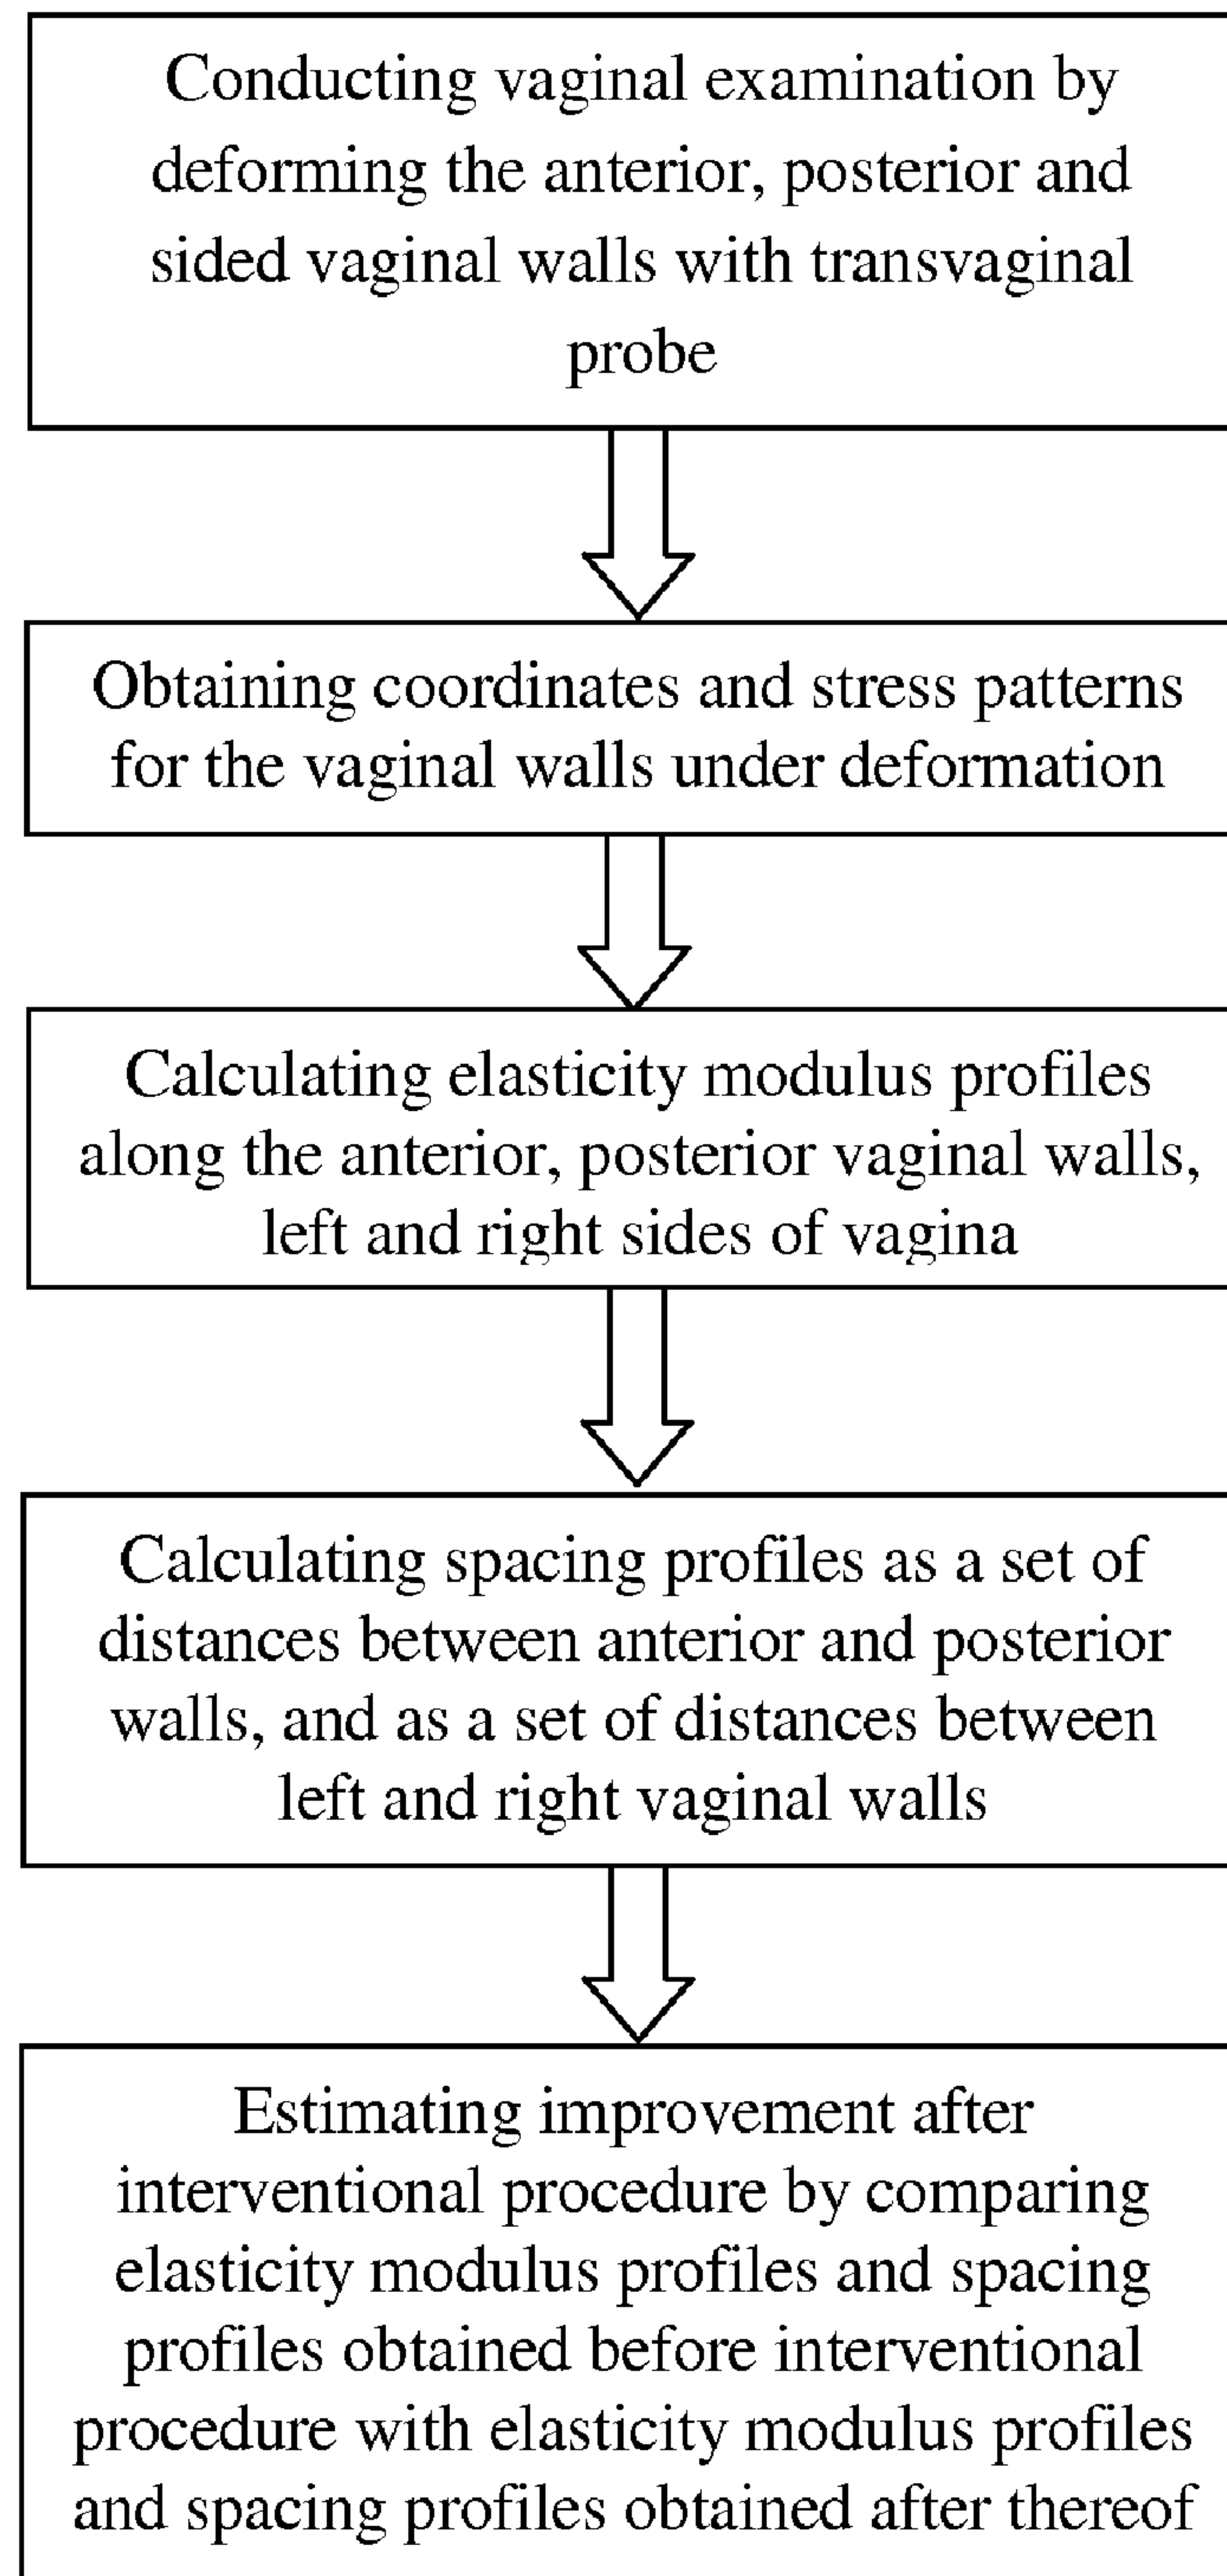 Conducting vaginal examination by
deforming the anterior, posterior and
sided vaginal walls with transvaginal
probe
Obtaining coordinates and stress patterns
for the vaginal walls under deformation
Calculating elasticity modulus profiles
along the anterior, posterior vaginal walls,
left and right sides of vagina
Calculating spacing profiles as a set of
distances between anterior and posterior
walls, and as a set of distances between
left and right vaginal walls
Estimating improvement after
interventional procedure by comparing
elasticity modulus profiles and spacing
profiles obtained before interventional
procedure with elasticity modulus profiles
and spacing profiles obtained after thereof